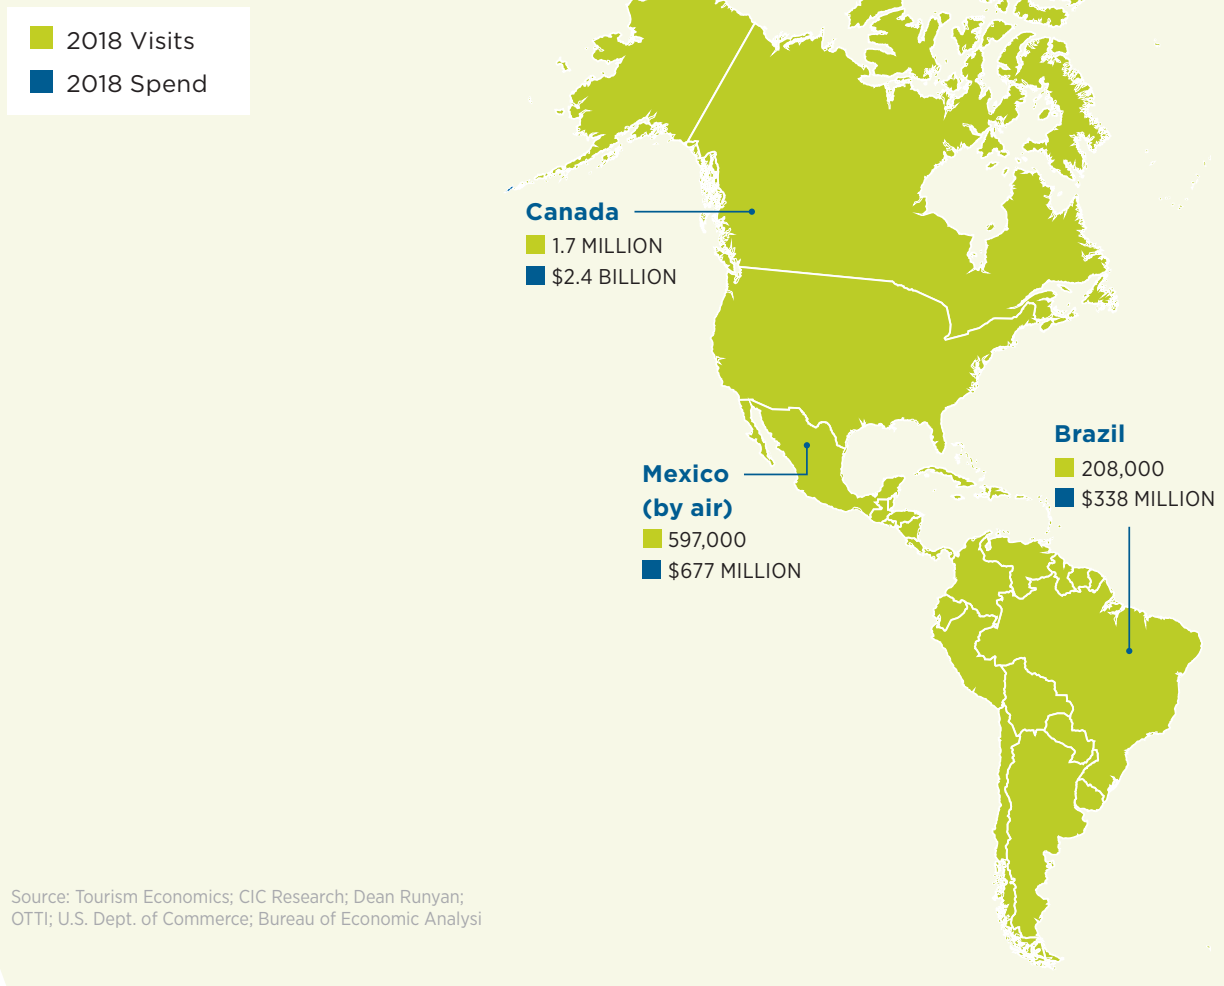 2018 Visits
2018 Spend
Canada
1.7 MILLION
$2.4 BILLION
Brazil
208,000
$338 MILLION
Mexico
(by air)
597,000
$677 MILLION
Source: Tourism Economics; CIC Research; Dean Runyan;
OTTI; U.S. Dept. of Commerce; Bureau of Economic Analysi